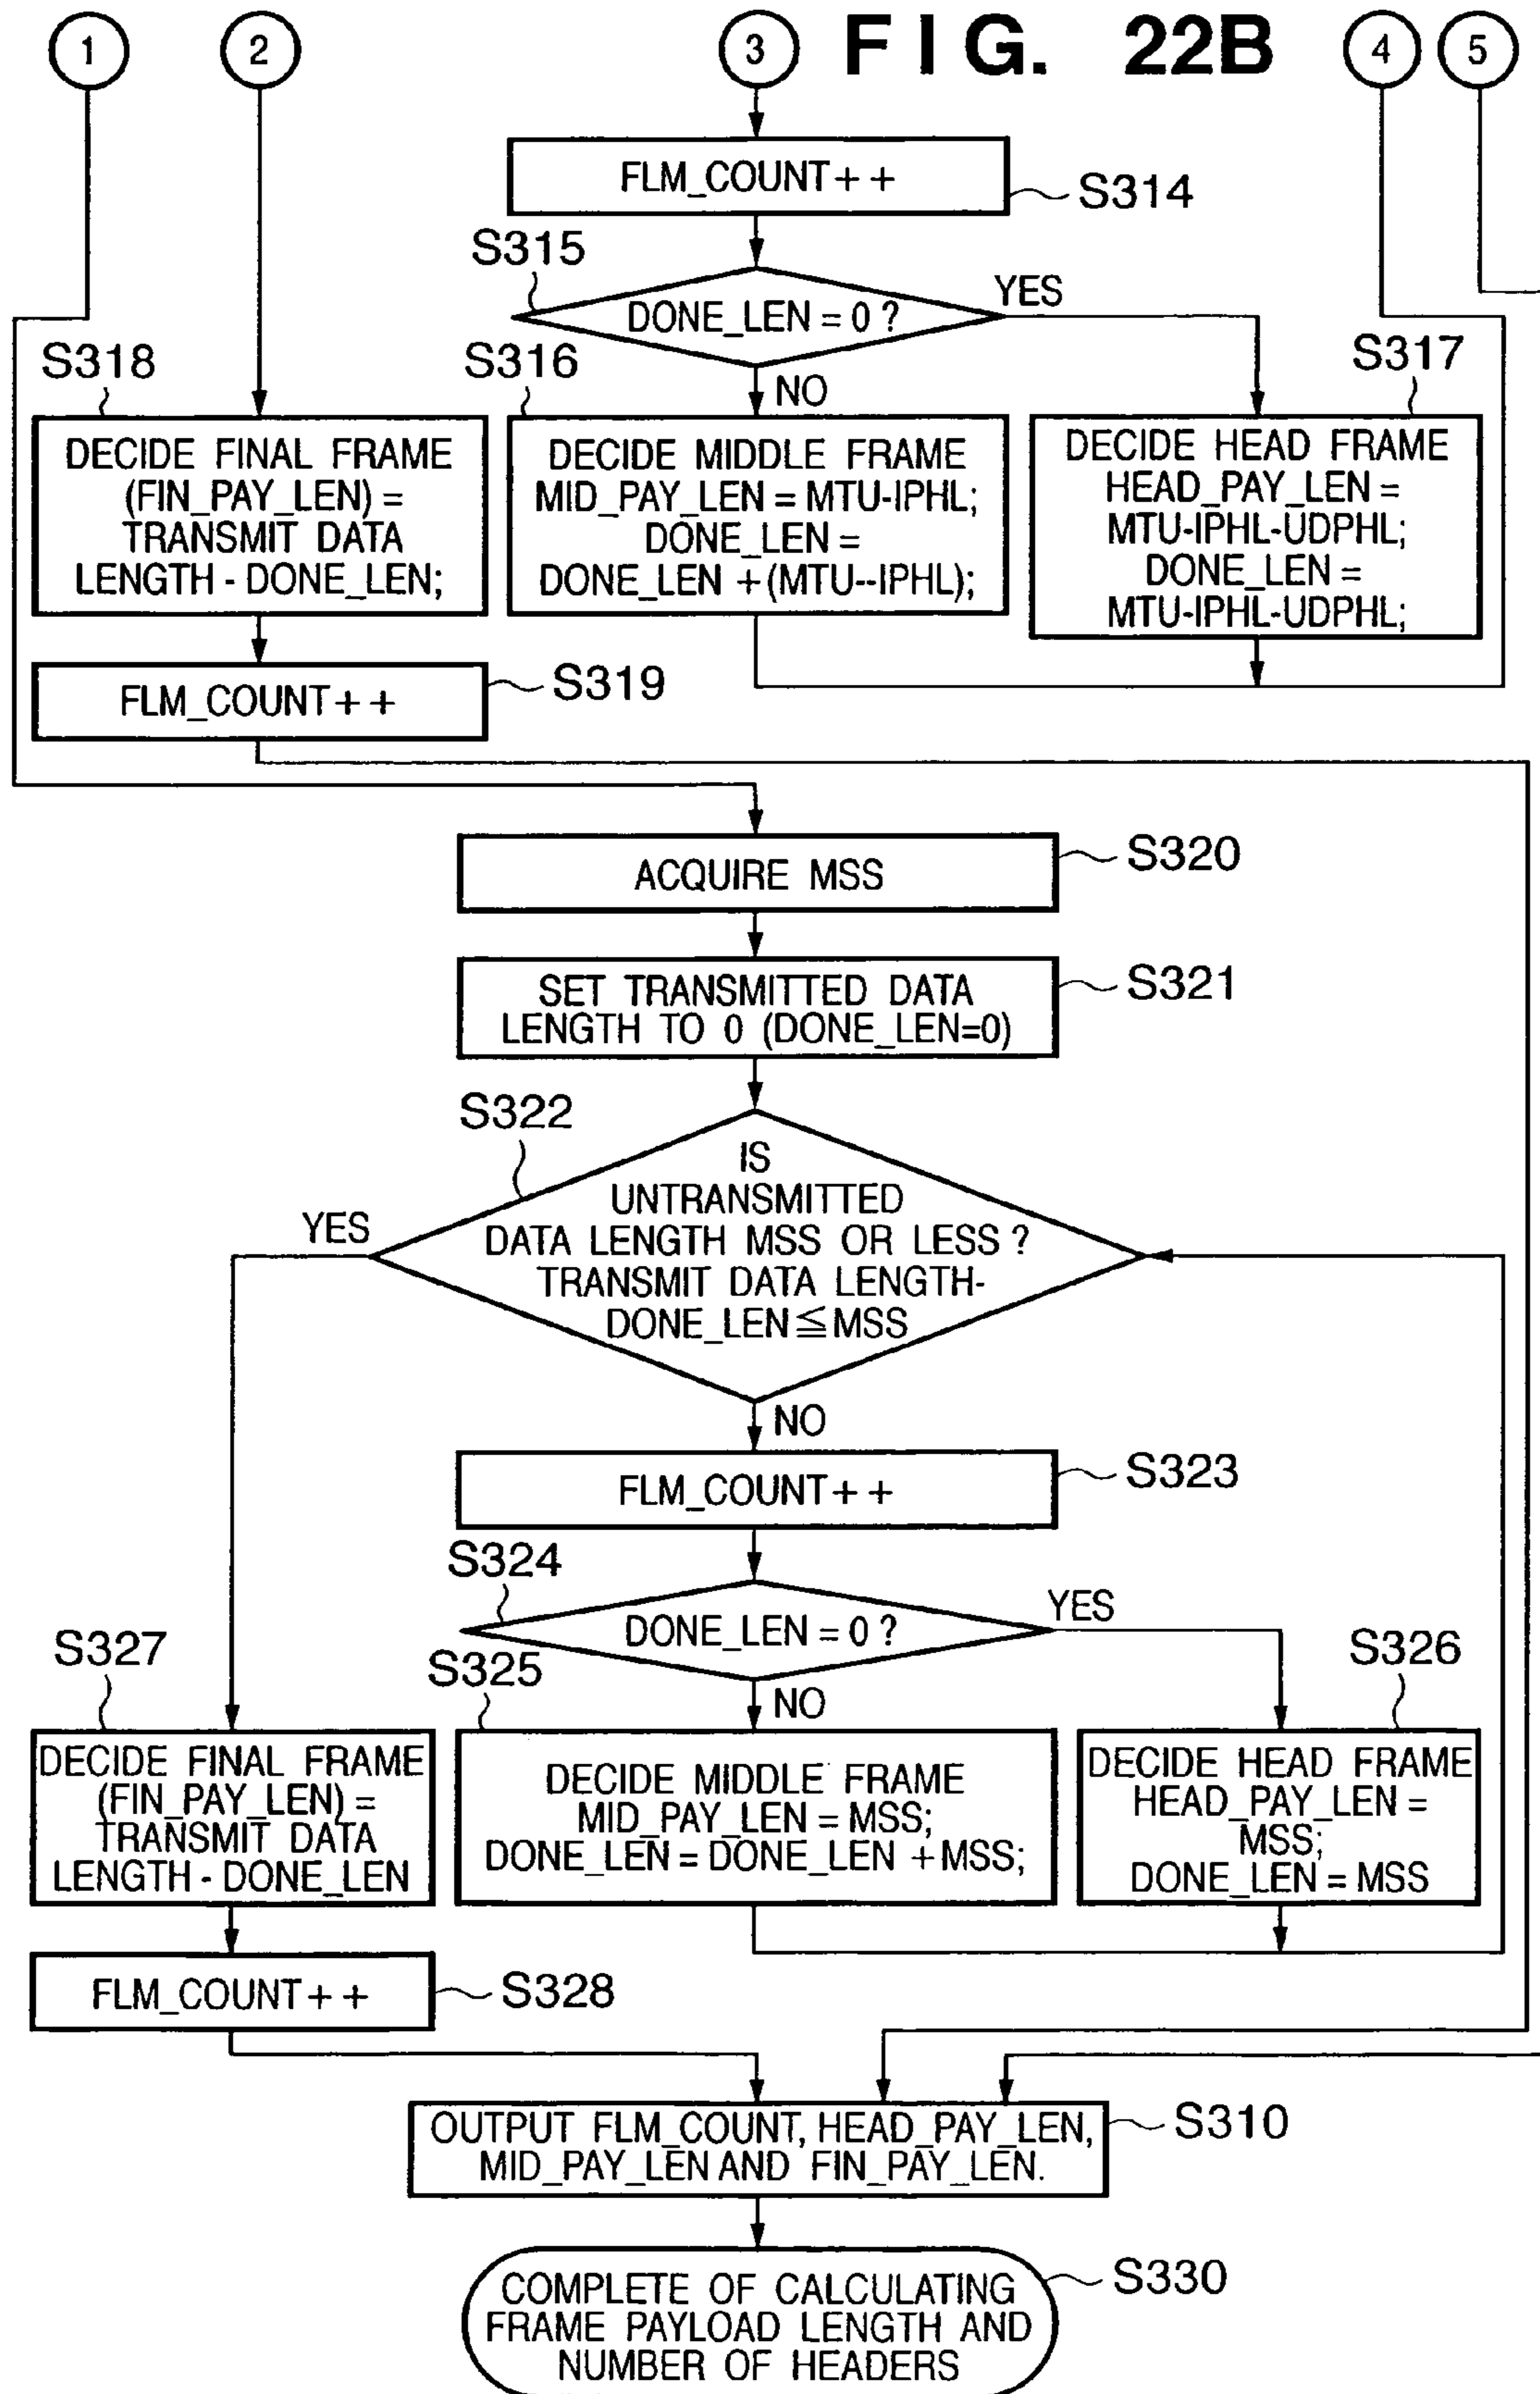 1
2
3
FIG. 22B
4
5
FLM_COUNT++
S314
S315
DONE_LEN = 0 ?
YES
NO
S318
DECIDE FINAL FRAME
(FIN_PAY_LEN) =
TRANSMIT DATA
LENGTH - DONE_LEN;
S316
DECIDE MIDDLE FRAME
MID_PAY_LEN = MTU-IPHL;
DONE_LEN =
DONE_LEN +(MTU--IPHL);
S317
DECIDE HEAD FRAME
HEAD_PAY_LEN =
MTU-IPHL-UDPHL;
DONE_LEN =
MTU-IPHL-UDPHL;
FLM_COUNT++
S319
ACQUIRE MSS
S320
SET TRANSMITTED DATA
LENGTH TO 0 (DONE_LEN=0)
S321
S322
IS
UNTRANSMITTED
DATA LENGTH MSS OR LESS ?
TRANSMIT DATA LENGTH-
DONE_LEN≦MSS
YES
NO
FLM_COUNT++
S323
S324
DONE_LEN = 0 ?
YES
NO
S327
DECIDE FINAL FRAME
(FIN_PAY_LEN) =
TRANSMIT DATA
LENGTH - DONE_LEN
S325
DECIDE MIDDLE FRAME
MID_PAY_LEN = MSS;
DONE_LEN = DONE_LEN +MSS;
S326
DECIDE HEAD FRAME
HEAD_PAY_LEN =
MSS;
DONE_LEN = MSS
FLM_COUNT++
S328
OUTPUT FLM_COUNT, HEAD_PAY_LEN,
MID_PAY_LEN AND FIN_PAY_LEN.
S310
COMPLETE OF CALCULATING
FRAME PAYLOAD LENGTH AND
NUMBER OF HEADERS
S330